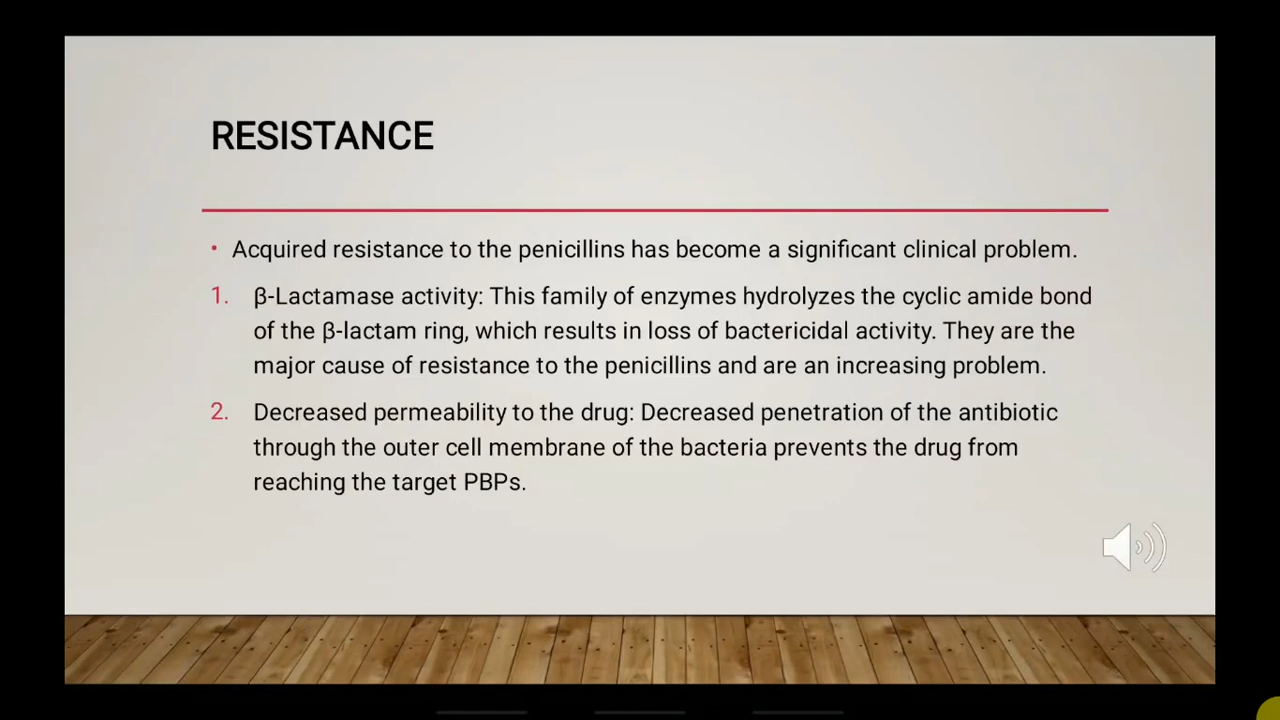 RESISTANCE
• Acquired resistance to the penicillins has become a significant clinical problem.
1. β-Lactamase activity: This family of enzymes hydrolyzes the cyclic amide bond
of the β-lactam ring, which results in loss of bactericidal activity. They are the
major cause of resistance to the penicillins and are an increasing problem.
2. Decreased permeability to the drug: Decreased penetration of the antibiotic
through the outer cell membrane of the bacteria prevents the drug from
reaching the target PBPs.